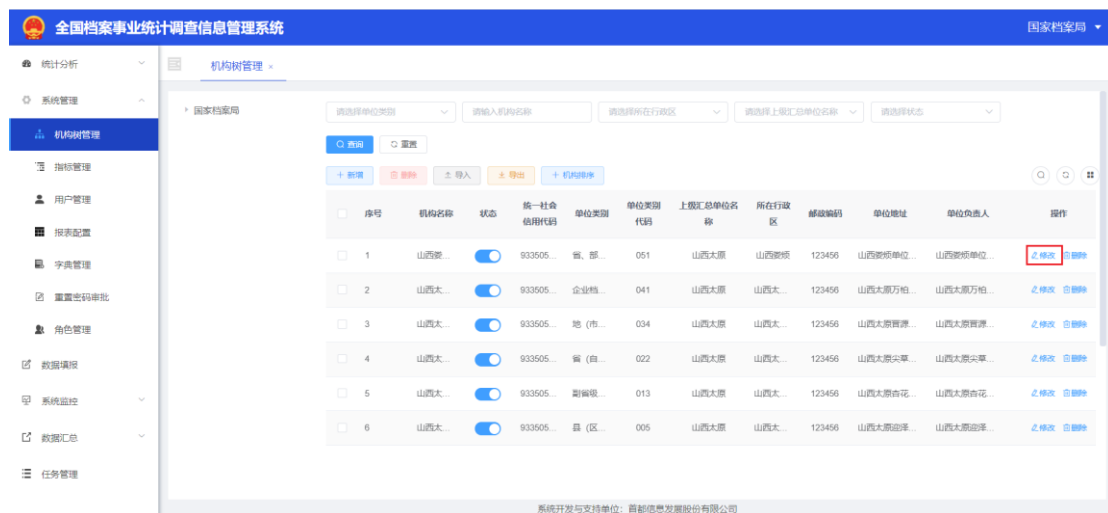 全国档案事业统计调查信息管理系统
国家档案局
统计分析
系统管理
机构树管理
指标管理
用户管理
报表配置
字典管理
重置密码审批
角色管理
数据填报
系统监控
数据汇总
任务管理
机构树管理 ×
国家档案局
请选择单位类别 请输入机构名称 请选择所在行政区 请选择上级汇总单位名称 请选择状态
查询 重置
+ 新增 删除 导入 导出 + 机构排序
序号 机构名称 状态 统一社会信用代码 单位类别 单位类别代码 上级汇总单位名称 所在行政区 邮政编码 单位地址 单位负责人 操作
1 山西娄... 933505... 省、部... 051 山西太原 山西娄烦 123456 山西娄烦单位... 山西娄烦单位... 修改 删除
2 山西太... 933505... 企业档... 041 山西太原 山西太... 123456 山西太原万柏... 山西太原万柏... 修改 删除
3 山西太... 933505... 地（市... 034 山西太原 山西太... 123456 山西太原晋源... 山西太原晋源... 修改 删除
4 山西太... 933505... 省（自... 022 山西太原 山西太... 123456 山西太原尖草... 山西太原尖草... 修改 删除
5 山西太... 933505... 副省级... 013 山西太原 山西太... 123456 山西太原杏花... 山西太原杏花... 修改 删除
6 山西太... 933505... 县（区... 005 山西太原 山西太... 123456 山西太原迎泽... 山西太原迎泽... 修改 删除
系统开发与支持单位：首都信息发展股份有限公司